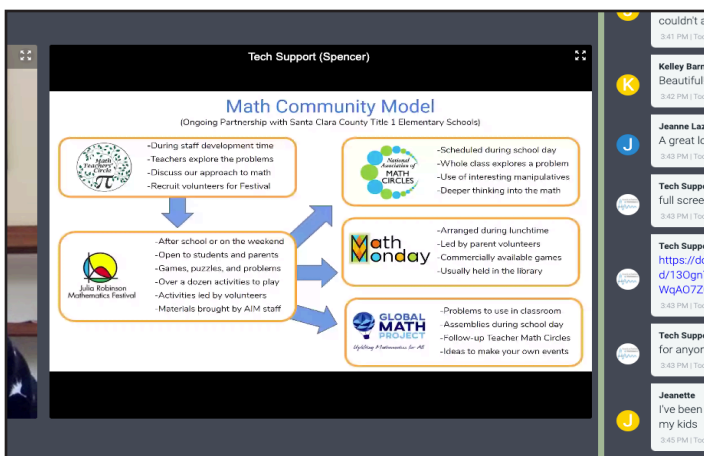 Tech Support (Spencer)
Math Community Model
(Ongoing Partnership with Santa Clara County Title 1 Elementary Schools)
Math
Teachers'
Circle
π
-During staff development time
-Teachers explore the problems
-Discuss our approach to math
-Recruit volunteers for Festival
Julia Robinson
Mathematics Festival
-After school or on the weekend
-Open to students and parents
-Games, puzzles, and problems
-Over a dozen activities to play
-Activities led by volunteers
-Materials brought by AIM staff
National
Association of
MATH
CIRCLES
-Scheduled during school day
-Whole class explores a problem
-Use of interesting manipulatives
-Deeper thinking into the math
Math
Monday
-Arranged during lunchtime
-Led by parent volunteers
-Commercially available games
-Usually held in the library
GLOBAL
MATH
PROJECT
Uplifting Mathematics for All
-Problems to use in classroom
-Assemblies during school day
-Follow-up Teacher Math Circles
-Ideas to make your own events
couldn't a
3:41 PM | Too
K
Kelley Barn
Beautiful
3:42 PM | Too
J
Jeanne Laz
A great lo
3:43 PM | Too
Tech Suppo
full scree
3:43 PM | Too
Tech Suppo
https://do
d/13Ogn
WqAO7Z
3:43 PM | Too
Tech Suppo
for anyon
3:43 PM | Too
J
Jeanette
I've been
my kids
3:45 PM | Too